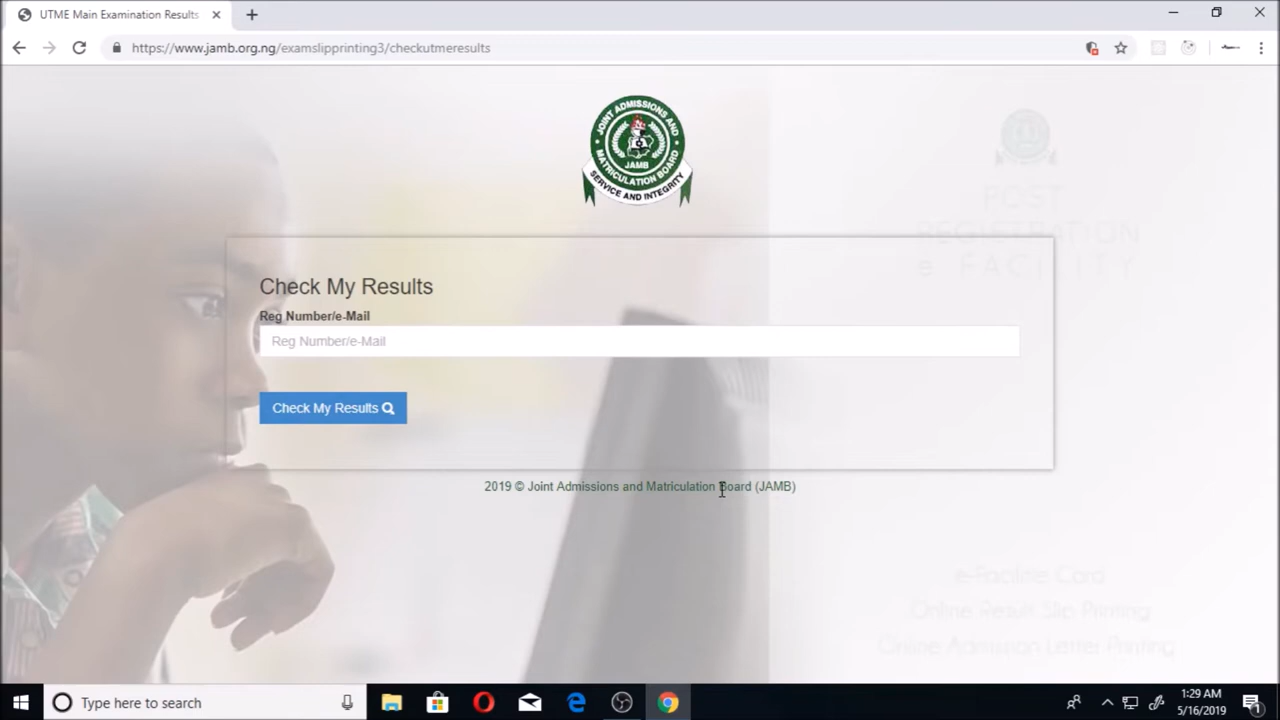 UTME Main Examination Results
https://www.jamb.org.ng/examslipprinting3/checkutmeresults
JOINT ADMISSIONS AND
MATRICULATION BOARD
JAMB
SERVICE AND INTEGRITY
POST
REGISTRATION
e FACILITY
Check My Results
Reg Number/e-Mail
Reg Number/e-Mail
Check My Results
2019 © Joint Admissions and Matriculation Board (JAMB)
e-Facilitie Card
Online Result Slip Printing
Online Admission Letter Printing
Type here to search
1:29 AM
5/16/2019
1